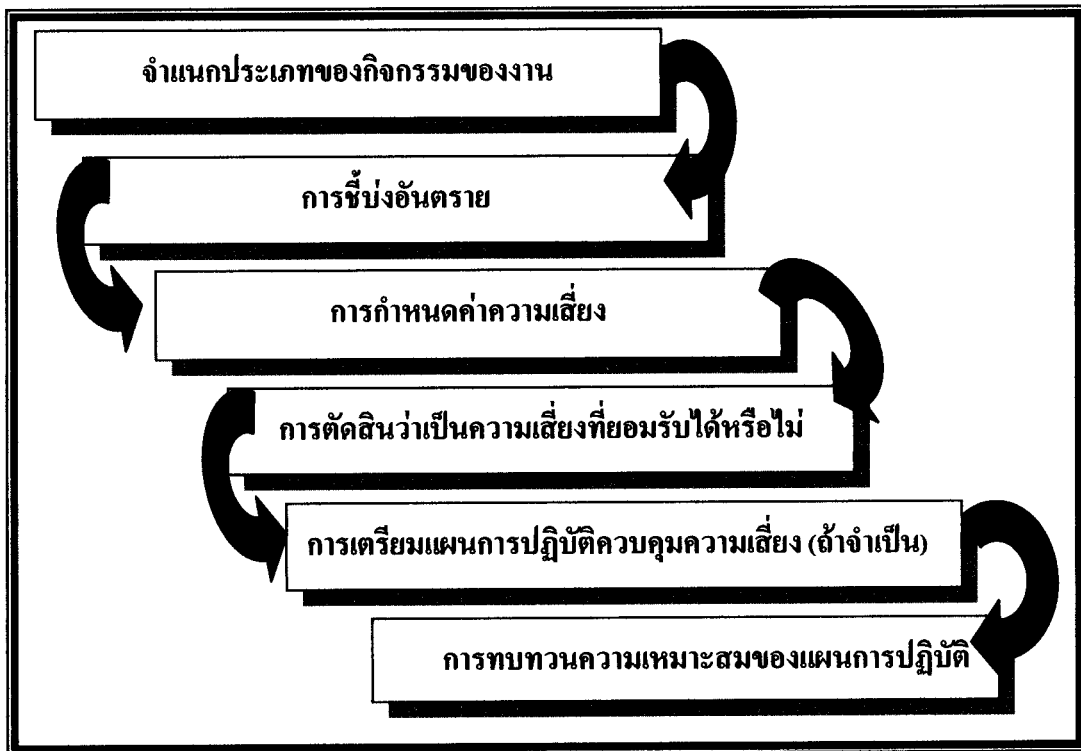 จำแนกประเภทของกิจกรรมของงาน
การชี้บ่งอันตราย
การกำหนดค่าความเสี่ยง
การตัดสินว่าเป็นความเสี่ยงที่ยอมรับได้หรือไม่
การเตรียมแผนการปฏิบัติควบคุมความเสี่ยง (ถ้าจำเป็น)
การทบทวนความเหมาะสมของแผนการปฏิบัติ